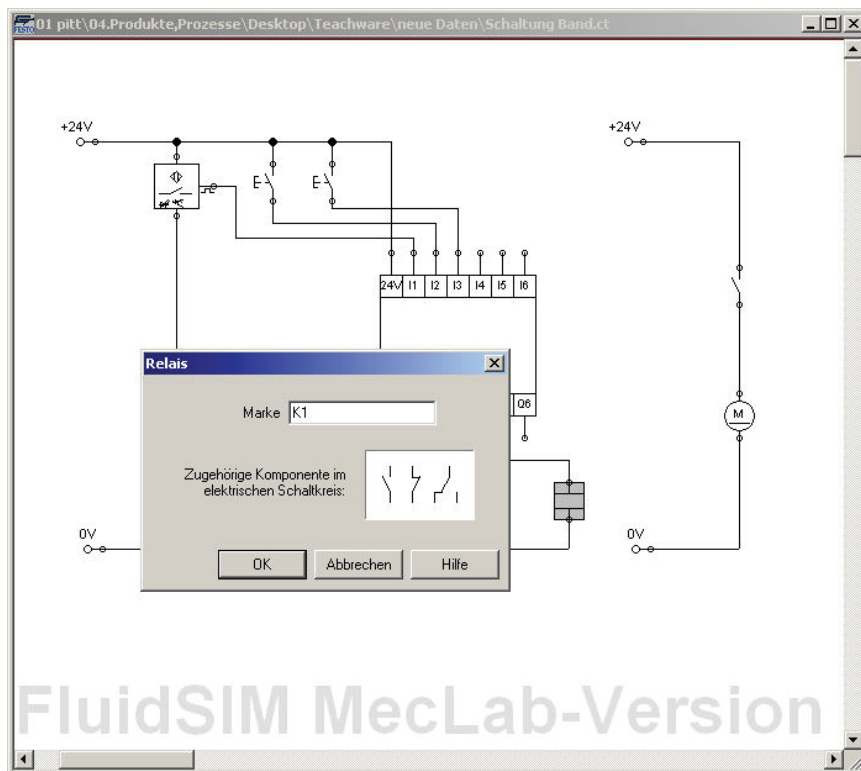 FESTO
01 pitt\04.Produkte,Prozesse\Desktop\Teachware\neue Daten\Schaltung Band.ct
+24V
+24V
24V I1 I2 I3 I4 I5 I6
Relais
Marke K1
Q6
M
Zugehörige Komponente im
elektrischen Schaltkreis:
0V
0V
OK Abbrechen Hilfe
FluidSIM MecLab-Version